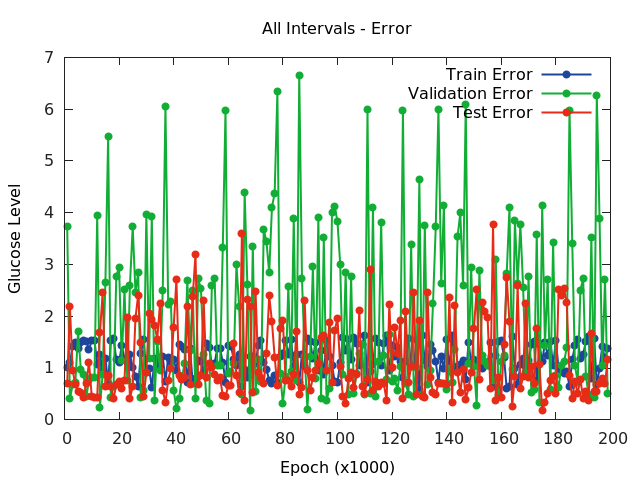 All Intervals - Error
Train Error
Validation Error
Test Error
7
6
5
4
3
2
1
0
Glucose Level
0 20 40 60 80 100 120 140 160 180 200
Epoch (x1000)